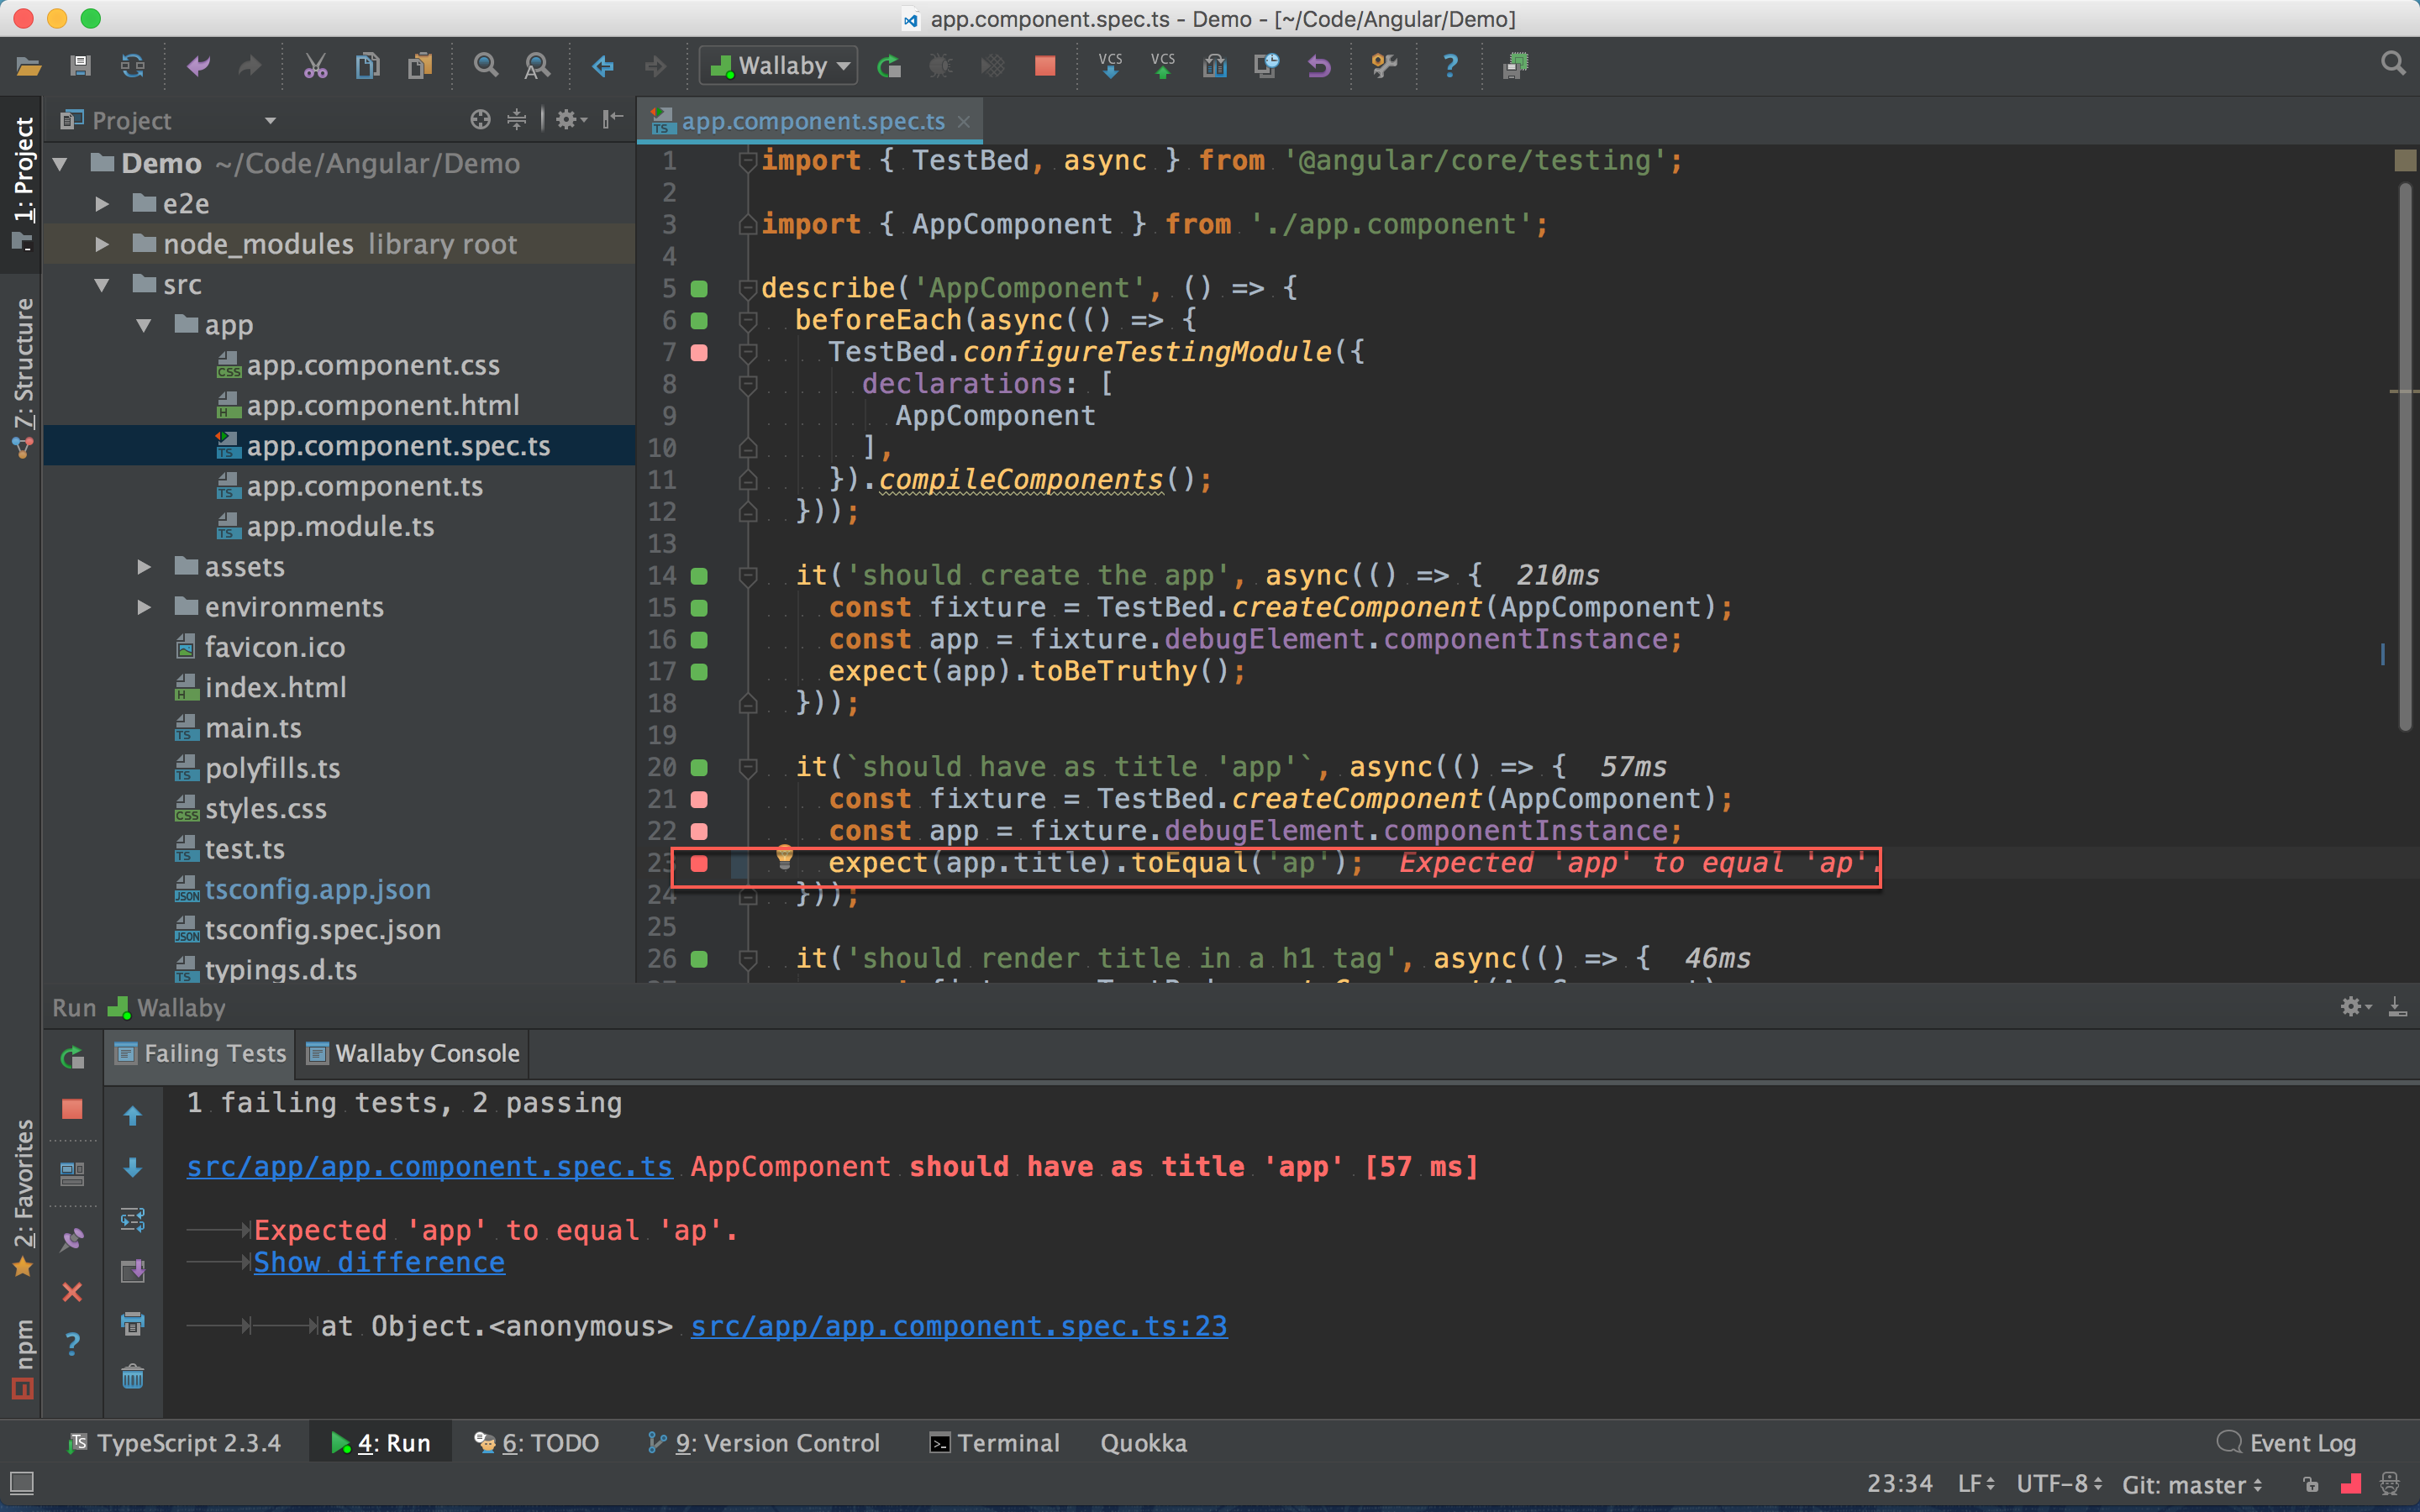 app.component.spec.ts - Demo - [~/Code/Angular/Demo]
Wallaby
VCS
VCS
?
1: Project
7: Structure
2: Favorites
npm
Project
Demo ~/Code/Angular/Demo
e2e
node_modules library root
src
app
app.component.css
app.component.html
app.component.spec.ts
app.component.ts
app.module.ts
assets
environments
favicon.ico
index.html
main.ts
polyfills.ts
styles.css
test.ts
tsconfig.app.json
tsconfig.spec.json
typings.d.ts
app.component.spec.ts
1 import { TestBed, async } from '@angular/core/testing';
2
3 import { AppComponent } from './app.component';
4
5 describe('AppComponent', () => {
6 beforeEach(async(() => {
7 TestBed.configureTestingModule({
8 declarations: [
9 AppComponent
10 ],
11 }).compileComponents();
12 }));
13
14 it('should create the app', async(() => { 210ms
15 const fixture = TestBed.createComponent(AppComponent);
16 const app = fixture.debugElement.componentInstance;
17 expect(app).toBeTruthy();
18 }));
19
20 it(`should have as title 'app'`, async(() => { 57ms
21 const fixture = TestBed.createComponent(AppComponent);
22 const app = fixture.debugElement.componentInstance;
23 expect(app.title).toEqual('ap'); Expected 'app' to equal 'ap'.
24 }));
25
26 it('should render title in a h1 tag', async(() => { 46ms
Run Wallaby
Failing Tests
Wallaby Console
1 failing tests, 2 passing
src/app/app.component.spec.ts AppComponent should have as title 'app' [57 ms]
Expected 'app' to equal 'ap'.
Show difference
at Object.<anonymous> src/app/app.component.spec.ts:23
?
TypeScript 2.3.4
4: Run
6: TODO
9: Version Control
Terminal
Quokka
Event Log
23:34
LF
UTF-8
Git: master